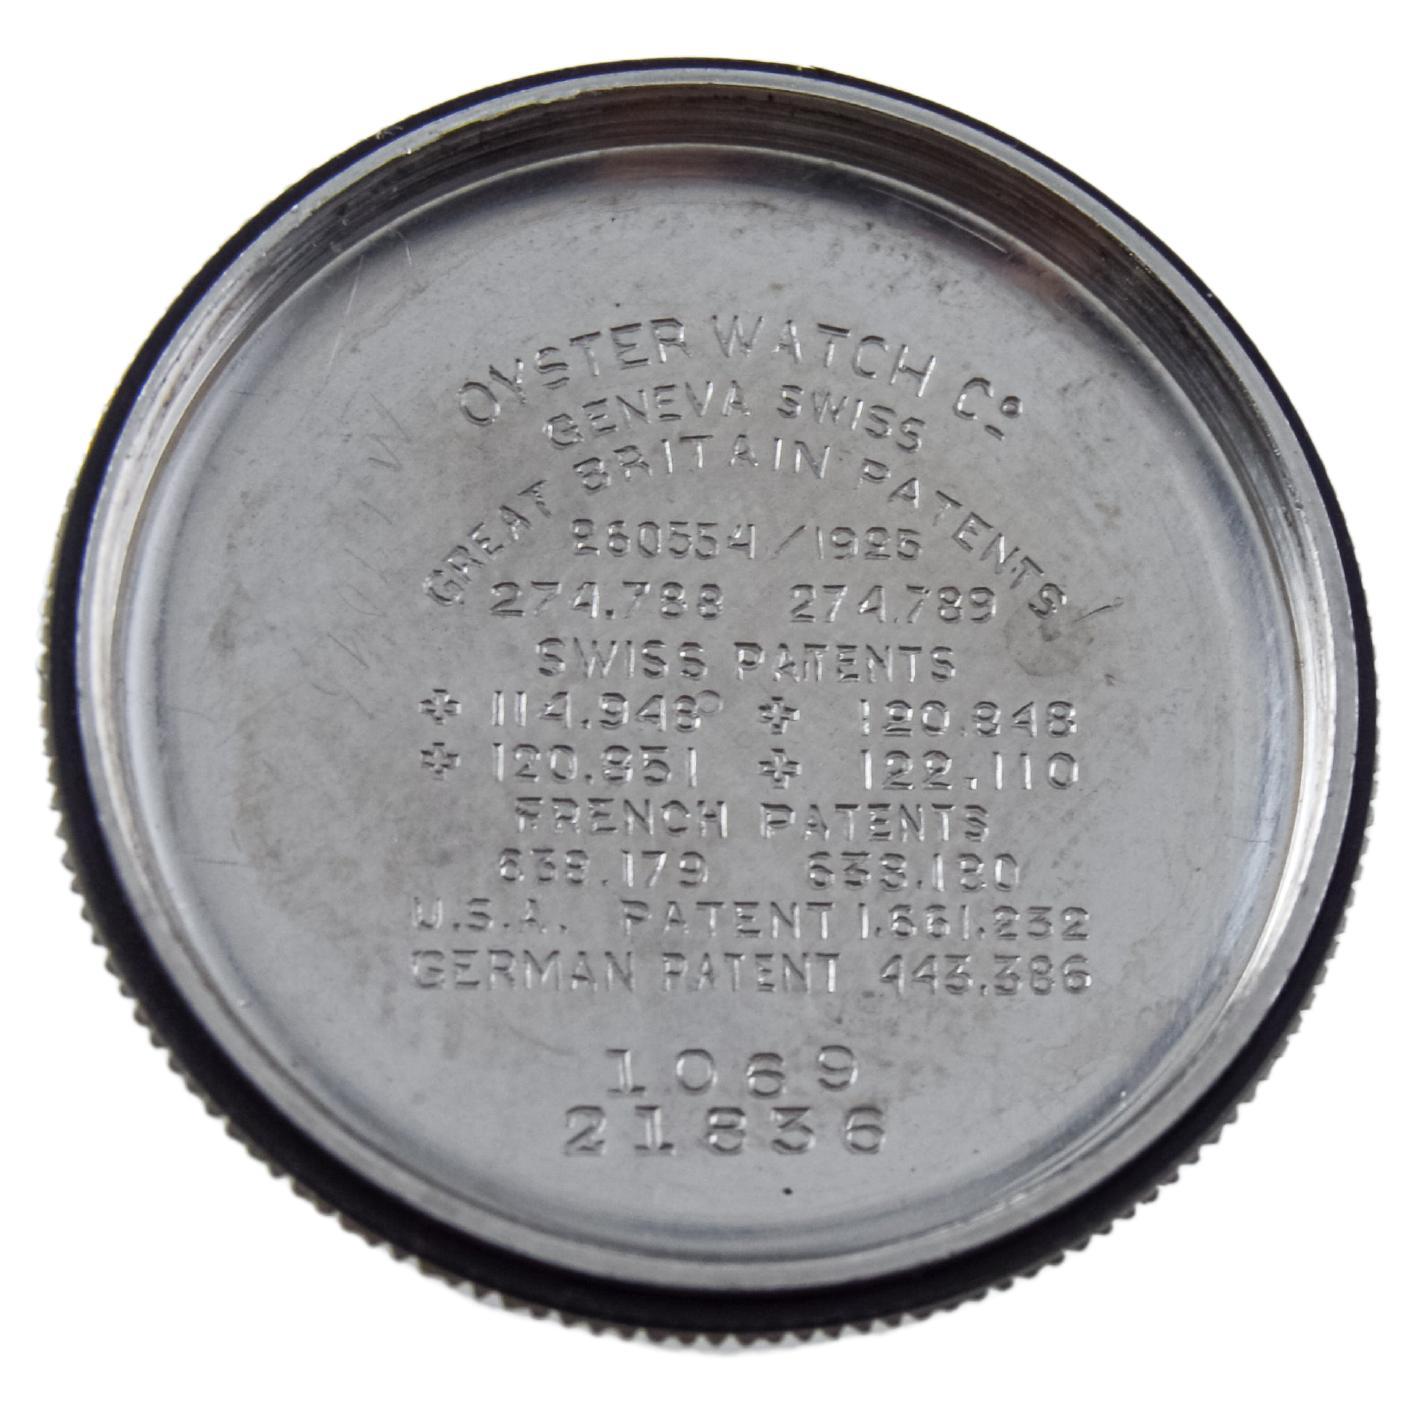 OYSTER WATCH Cº
GENEVA SWISS
GREAT BRITAIN PATENTS
260554/1925
274.788 274.789
SWISS PATENTS
✚ 114.948 ✚ 120.848
✚ 120.851 ✚ 122.110
FRENCH PATENTS
638.179 638.180
U.S.A. PATENT 1.661.232
GERMAN PATENT 443.386
1069
21836